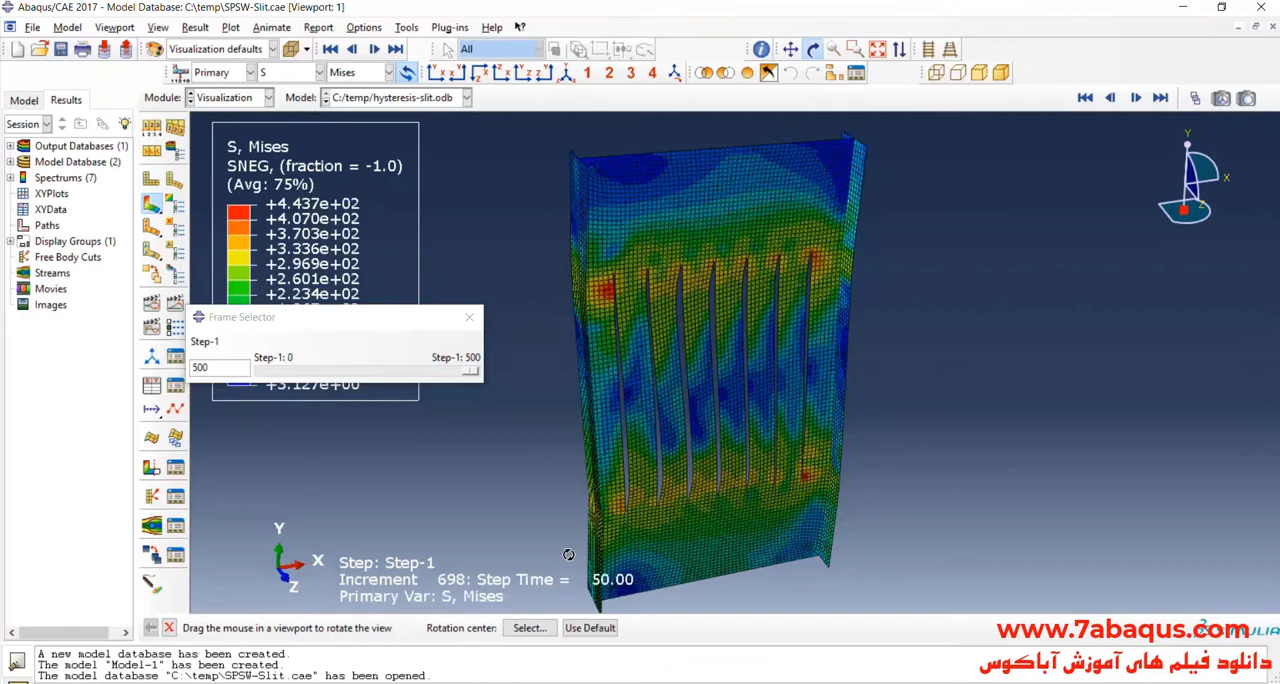 Abaqus/CAE 2017 - Model Database: C:\temp\SPSW-Slit.cae [Viewport: 1]
File Model Viewport View Result Plot Animate Report Options Tools Plug-ins Help
Visualization defaults All
Primary S Mises 1 2 3 4
Model Results Module: Visualization Model: C:/temp/hysteresis-slit.odb
Session
Output Databases (1)
Model Database (2)
Spectrums (7)
XYPlots
XYData
Paths
Display Groups (1)
Free Body Cuts
Streams
Movies
Images
S, Mises
SNEG, (fraction = -1.0)
(Avg: 75%)
+4.437e+02
+4.070e+02
+3.703e+02
+3.336e+02
+2.969e+02
+2.601e+02
+2.234e+02
Frame Selector
Step-1
500 Step-1: 0 Step-1: 500
+3.127e+00
Y
X
Z
Y
X
Z
Step: Step-1
Increment 698: Step Time = 50.00
Primary Var: S, Mises
Drag the mouse in a viewport to rotate the view Rotation center: Select... Use Default
www.7abaqus.com
دانلود فیلم های آموزش آباکوس
A new model database has been created.
The model "Model-1" has been created.
The model database "C:\temp\SPSW-Slit.cae" has been opened.